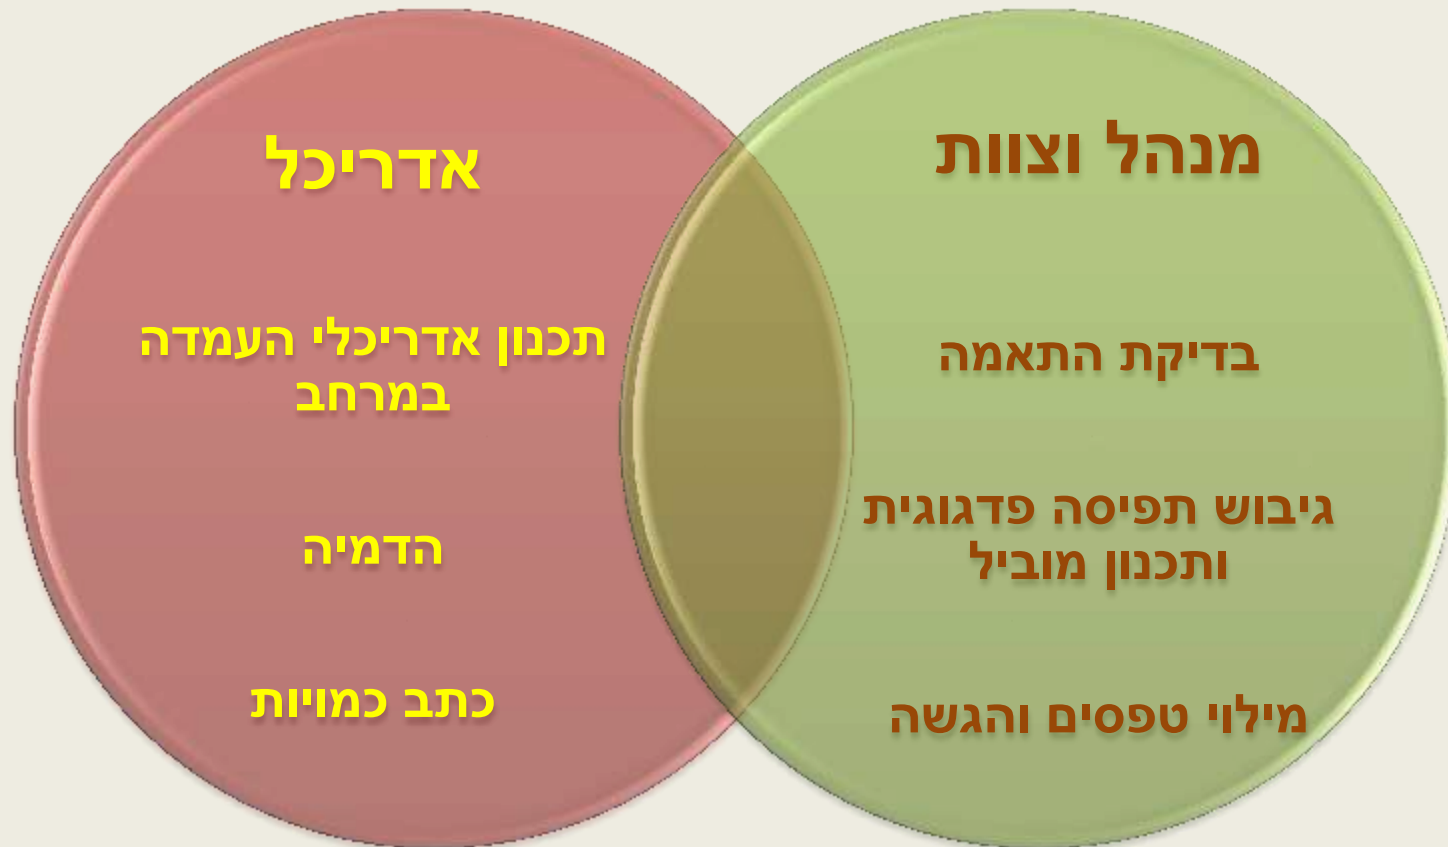 מנהל וצוות
בדיקת התאמה
גיבוש תפיסה פדגוגית
ותכנון מוביל
מילוי טפסים והגשה
אדריכל
תכנון אדריכלי העמדה
במרחב
הדמיה
כתב כמויות